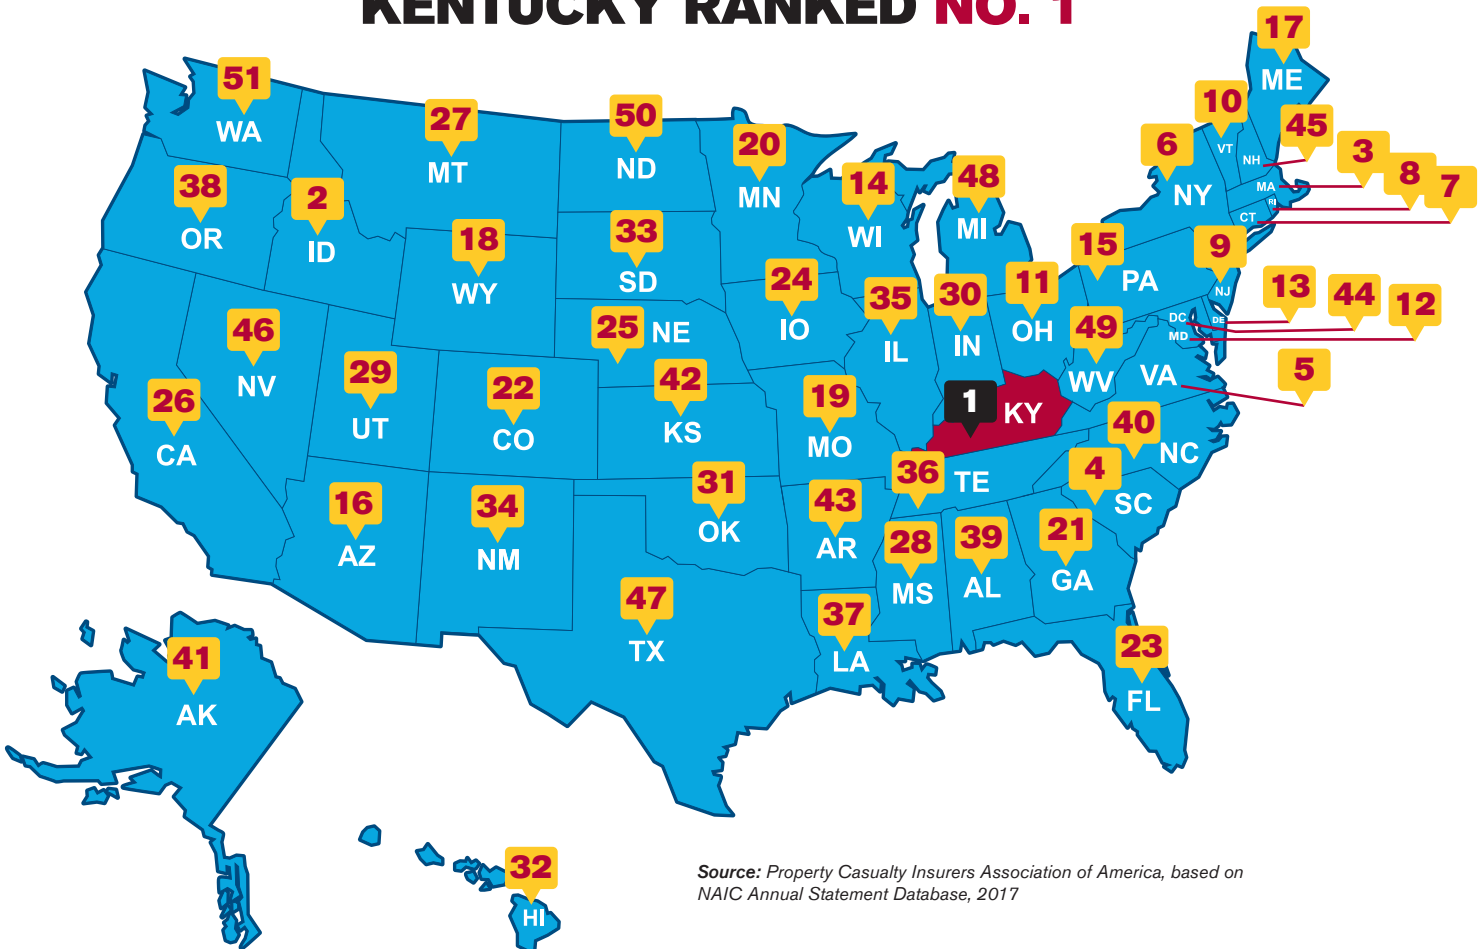 KENTUCKY RANKED NO. 1
17
ME
51
WA
10
VT
45
NH
27
MT
50
ND
20
MN
6
NY
3
MA
8
RI
7
CT
38
OR
2
ID
14
WI
48
MI
18
WY
33
SD
15
PA
9
NJ
24
IO
35
IL
30
IN
11
OH
13
DE
44
DC
12
MD
46
NV
25
NE
49
WV
5
VA
29
UT
22
CO
42
KS
26
CA
19
MO
1
KY
40
NC
36
TE
4
SC
16
AZ
34
NM
31
OK
43
AR
28
MS
39
AL
21
GA
47
TX
37
LA
23
FL
41
AK
32
HI
Source: Property Casualty Insurers Association of America, based on
NAIC Annual Statement Database, 2017